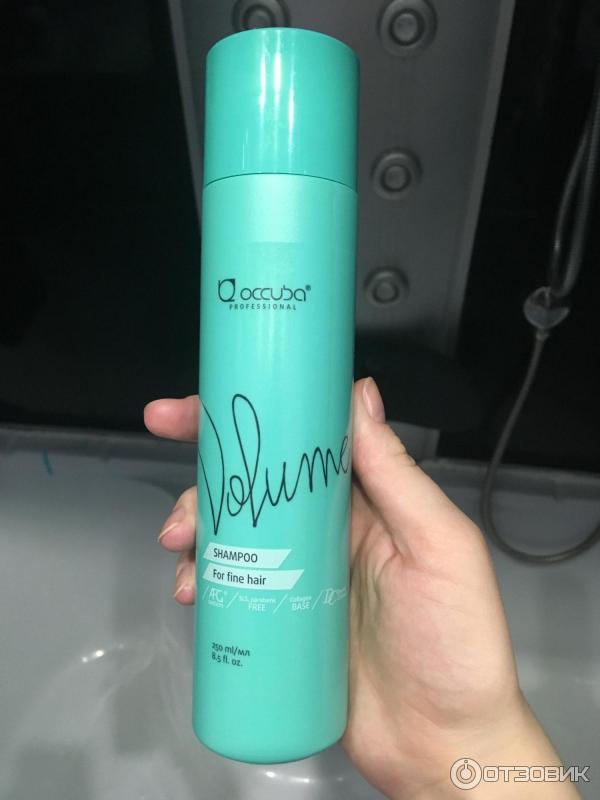 occuba®
PROFESSIONAL
Volume
SHAMPOO
For fine hair
SLS, parabens
FREE
Collagen
BASE
250 ml/мл
8.5 fl. oz.
ОТЗОВИК